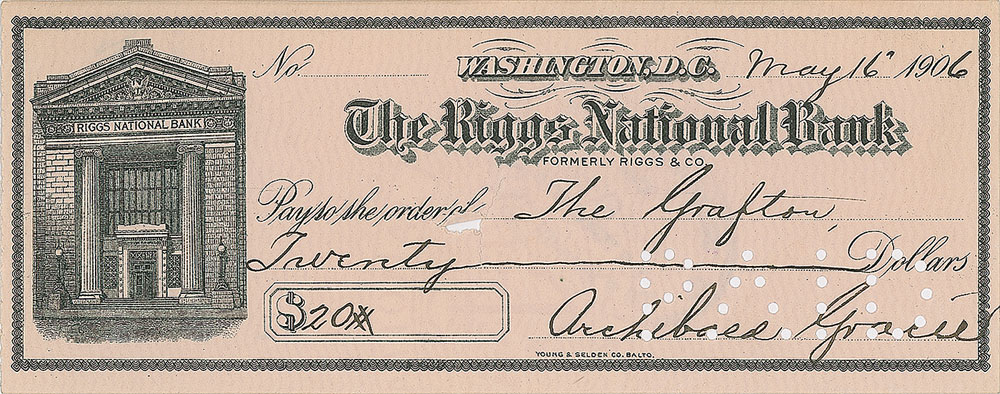 No. WASHINGTON, D.C. May 16" 1906
RIGGS NATIONAL BANK
The Riggs National Bank
FORMERLY RIGGS & CO.
Pay to the order of The Grafton
Twenty Dollars
$20
Archibald Gracie
YOUNG & SELDEN CO. BALTO.